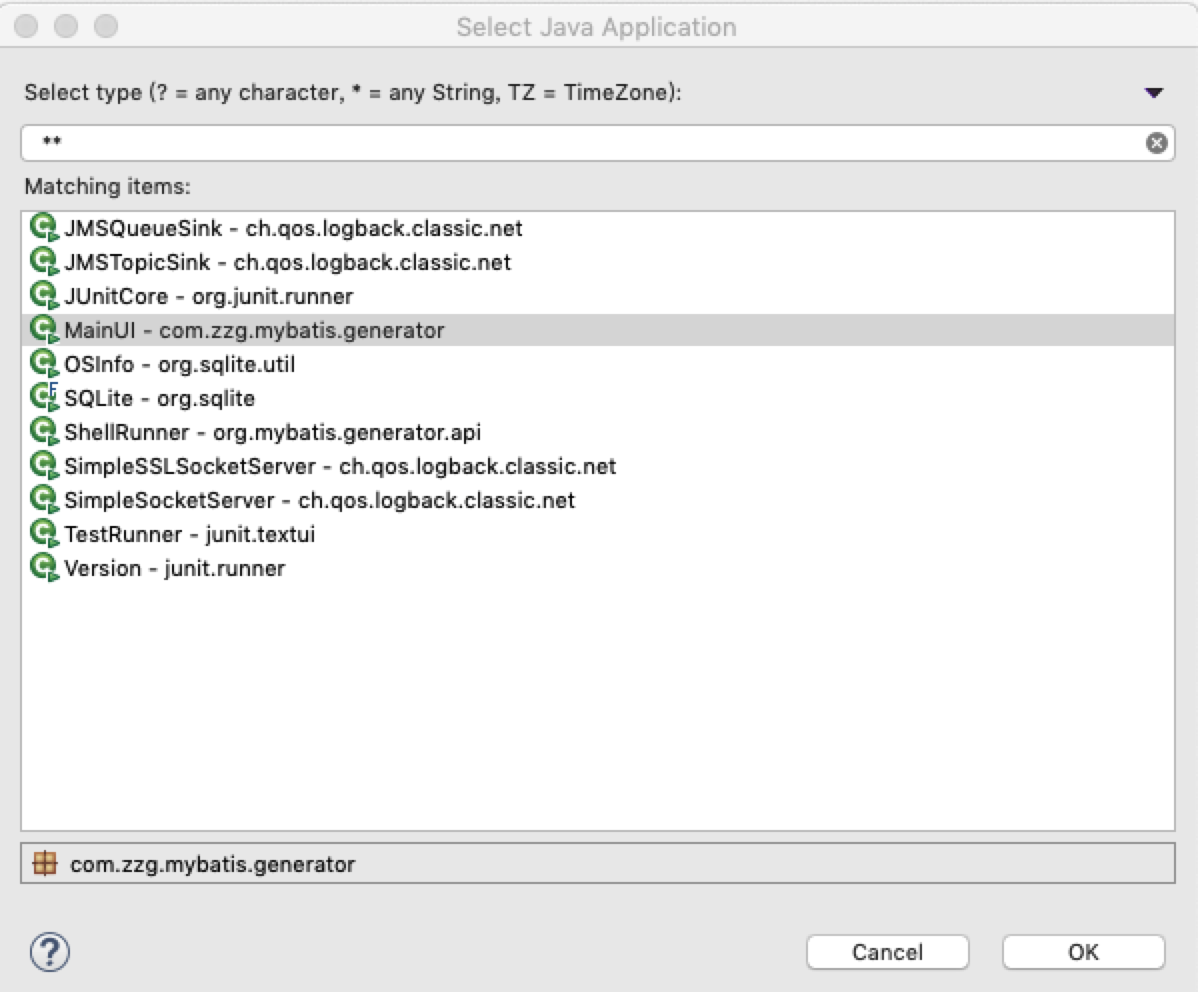 Select Java Application
Select type (? = any character, * = any String, TZ = TimeZone):
**
Matching items:
JMSQueueSink - ch.qos.logback.classic.net
JMSTopicSink - ch.qos.logback.classic.net
JUnitCore - org.junit.runner
MainUI - com.zzg.mybatis.generator
OSInfo - org.sqlite.util
SQLite - org.sqlite
ShellRunner - org.mybatis.generator.api
SimpleSSLSocketServer - ch.qos.logback.classic.net
SimpleSocketServer - ch.qos.logback.classic.net
TestRunner - junit.textui
Version - junit.runner
com.zzg.mybatis.generator
Cancel OK